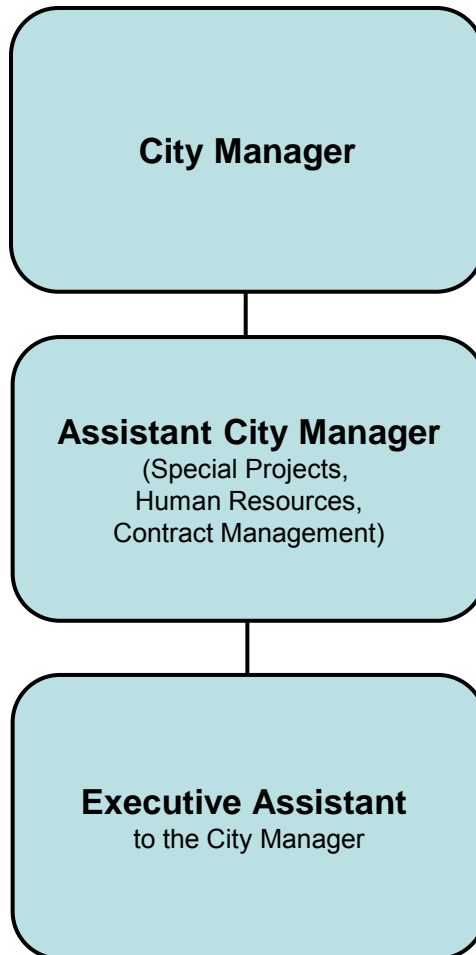 City Manager
Assistant City Manager
(Special Projects,
Human Resources,
Contract Management)
Executive Assistant
to the City Manager